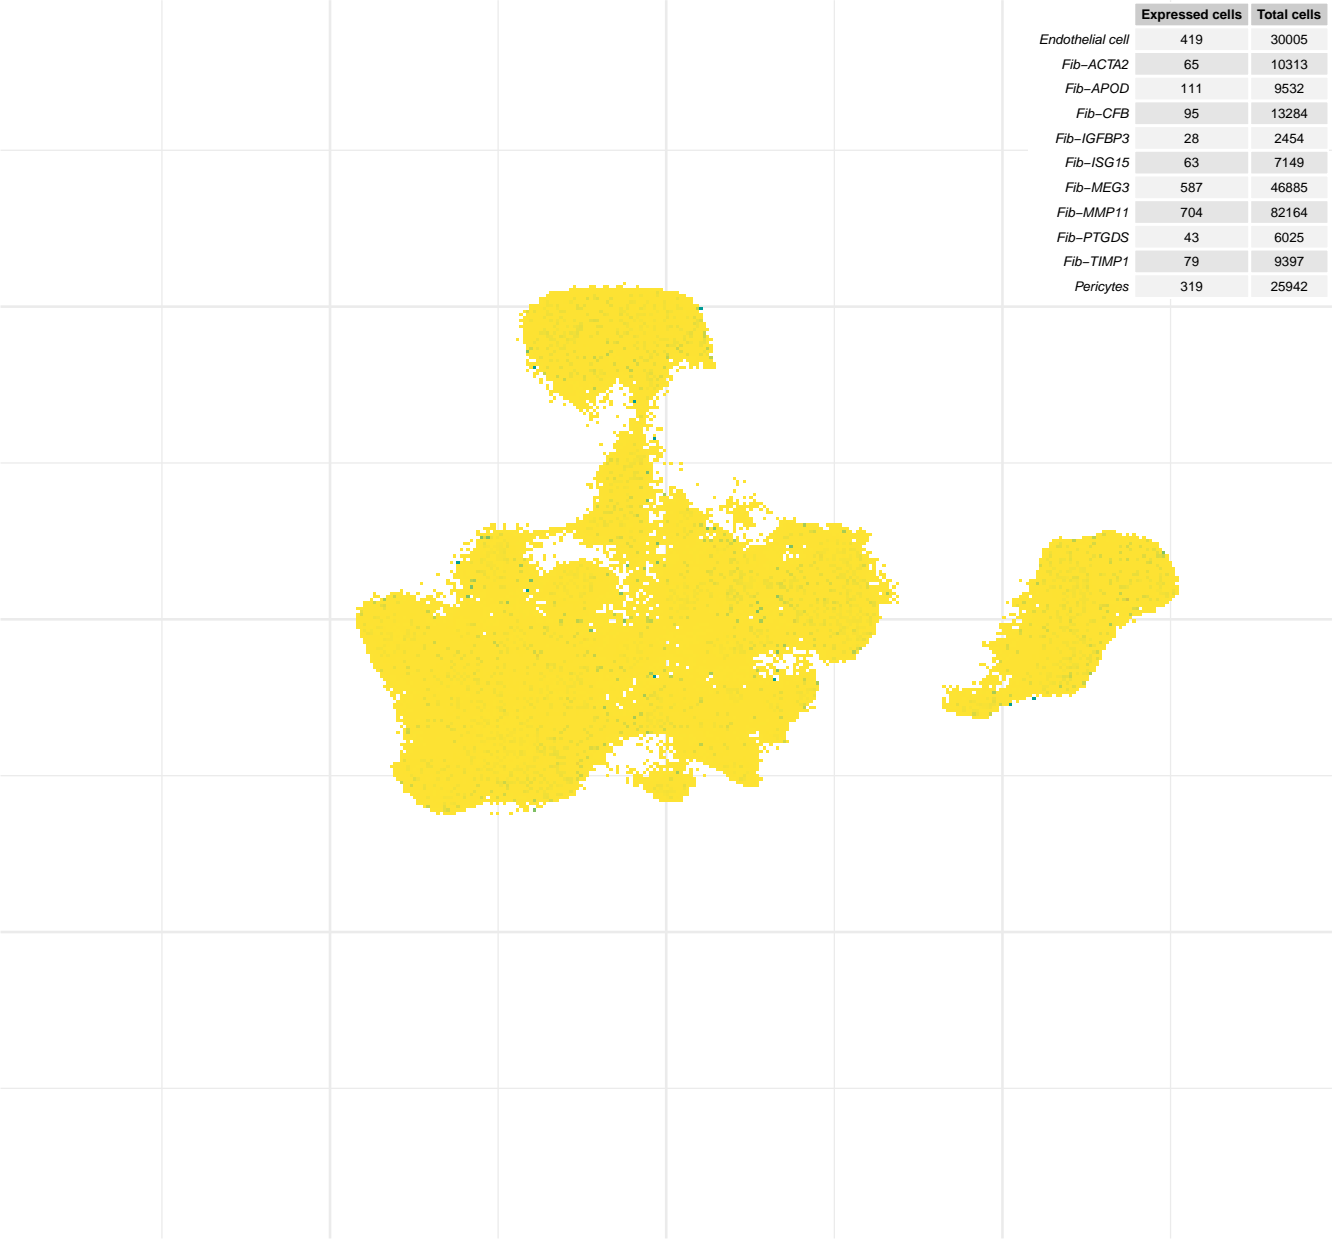 Expressed cells Total cells
Endothelial cell 419 30005
Fib−ACTA2 65 10313
Fib−APOD 111 9532
Fib−CFB 95 13284
Fib−IGFBP3 28 2454
Fib−ISG15 63 7149
Fib−MEG3 587 46885
Fib−MMP11 704 82164
Fib−PTGDS 43 6025
Fib−TIMP1 79 9397
Pericytes 319 25942